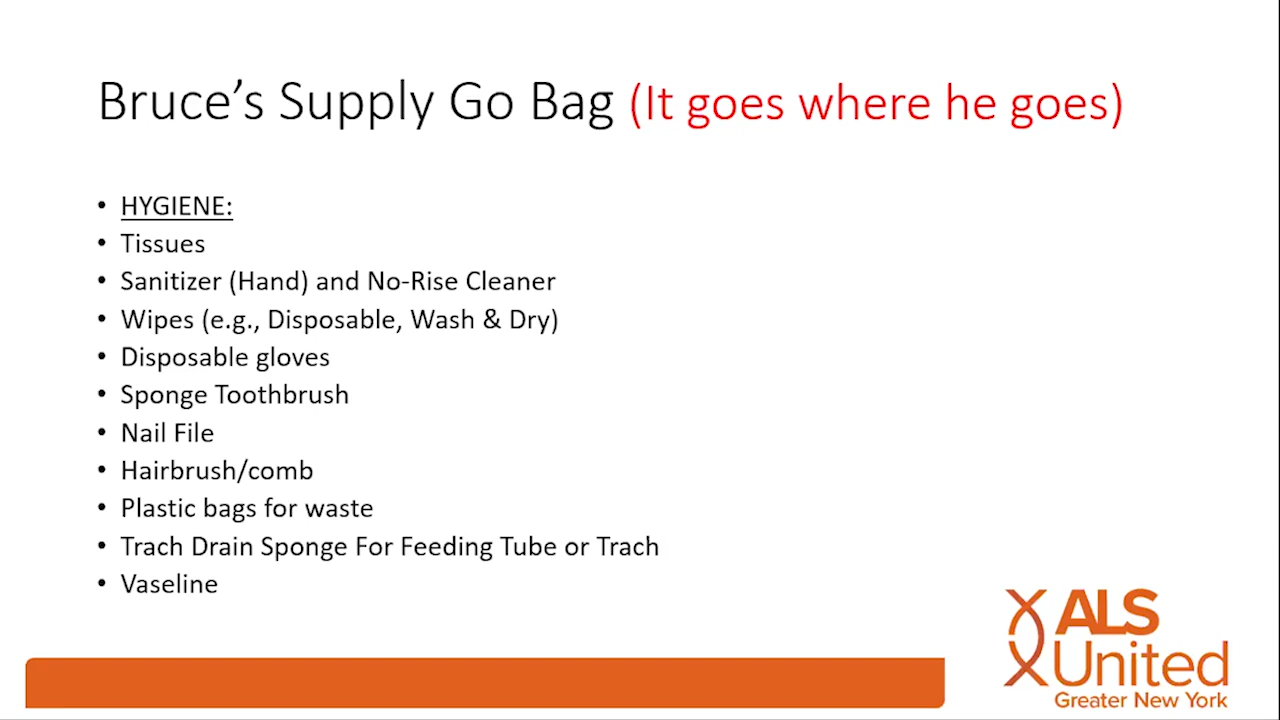 Bruce’s Supply Go Bag (It goes where he goes)
• HYGIENE:
• Tissues
• Sanitizer (Hand) and No-Rise Cleaner
• Wipes (e.g., Disposable, Wash & Dry)
• Disposable gloves
• Sponge Toothbrush
• Nail File
• Hairbrush/comb
• Plastic bags for waste
• Trach Drain Sponge For Feeding Tube or Trach
• Vaseline
ALS
United
Greater New York